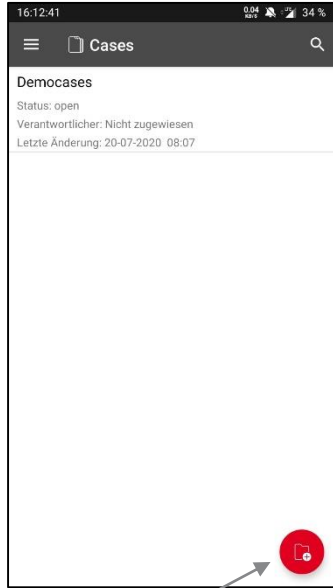 16:12:41 0.04 KB/s 34 %
Cases
Democases
Status: open
Verantwortlicher: Nicht zugewiesen
Letzte Änderung: 20-07-2020 08:07